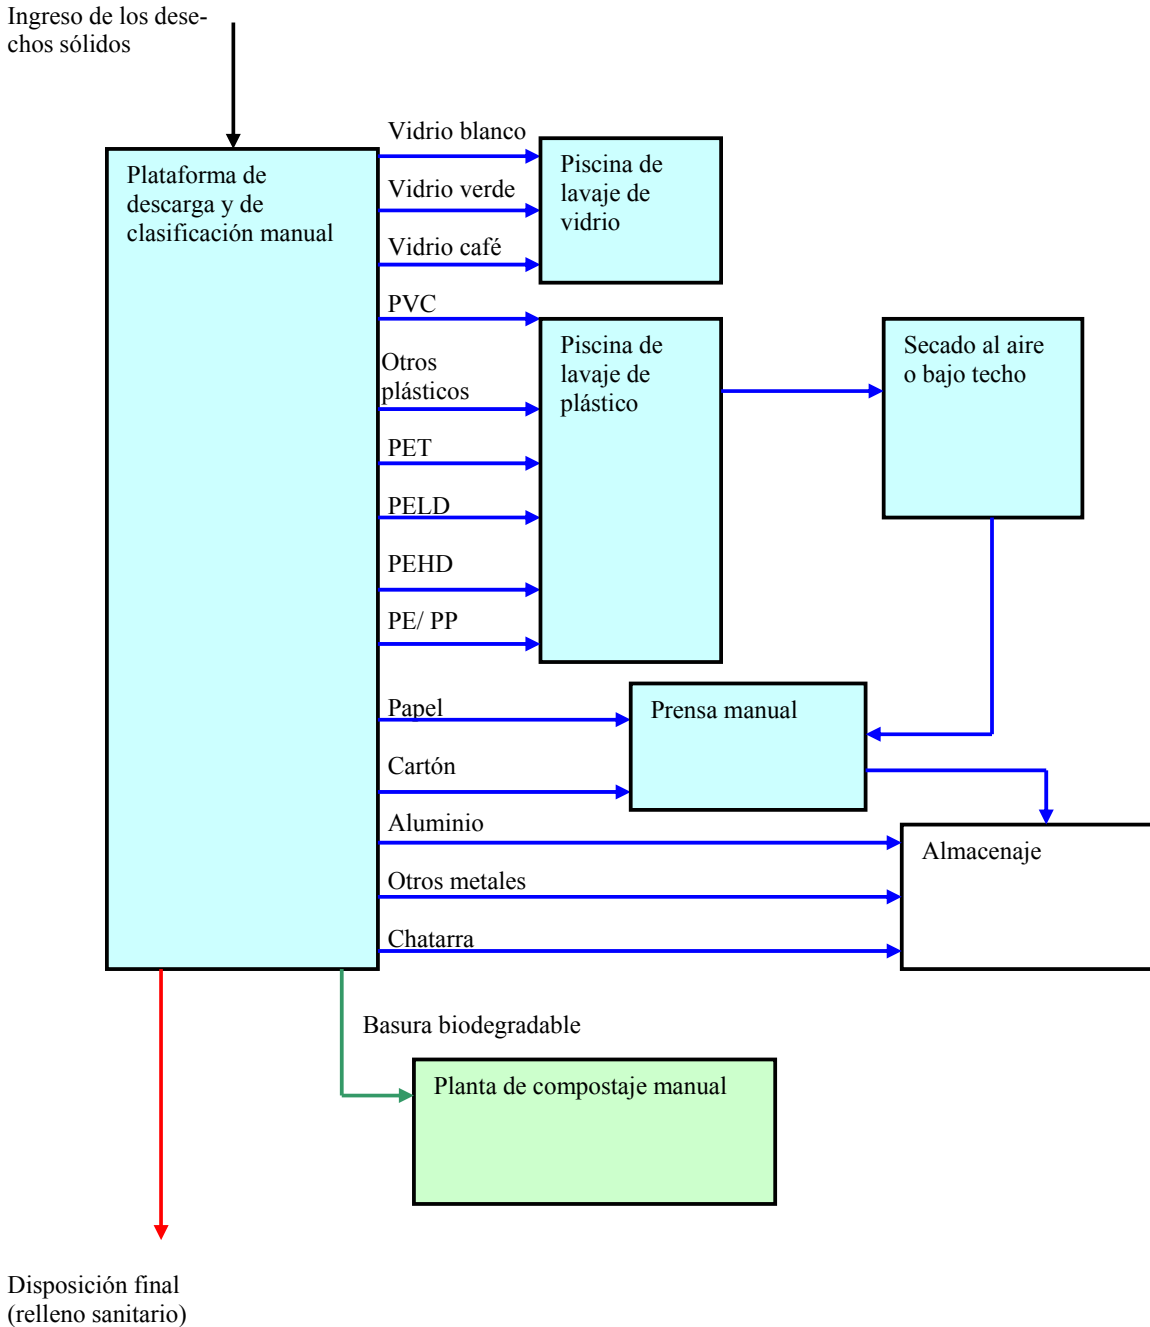 Ingreso de los dese-
chos sólidos
Plataforma de
descarga y de
clasificación manual
Vidrio blanco
Vidrio verde
Vidrio café
Piscina de
lavaje de
vidrio
PVC
Otros
plásticos
PET
PELD
PEHD
PE/ PP
Piscina de
lavaje de
plástico
Secado al aire
o bajo techo
Papel
Cartón
Prensa manual
Aluminio
Otros metales
Chatarra
Almacenaje
Basura biodegradable
Planta de compostaje manual
Disposición final
(relleno sanitario)